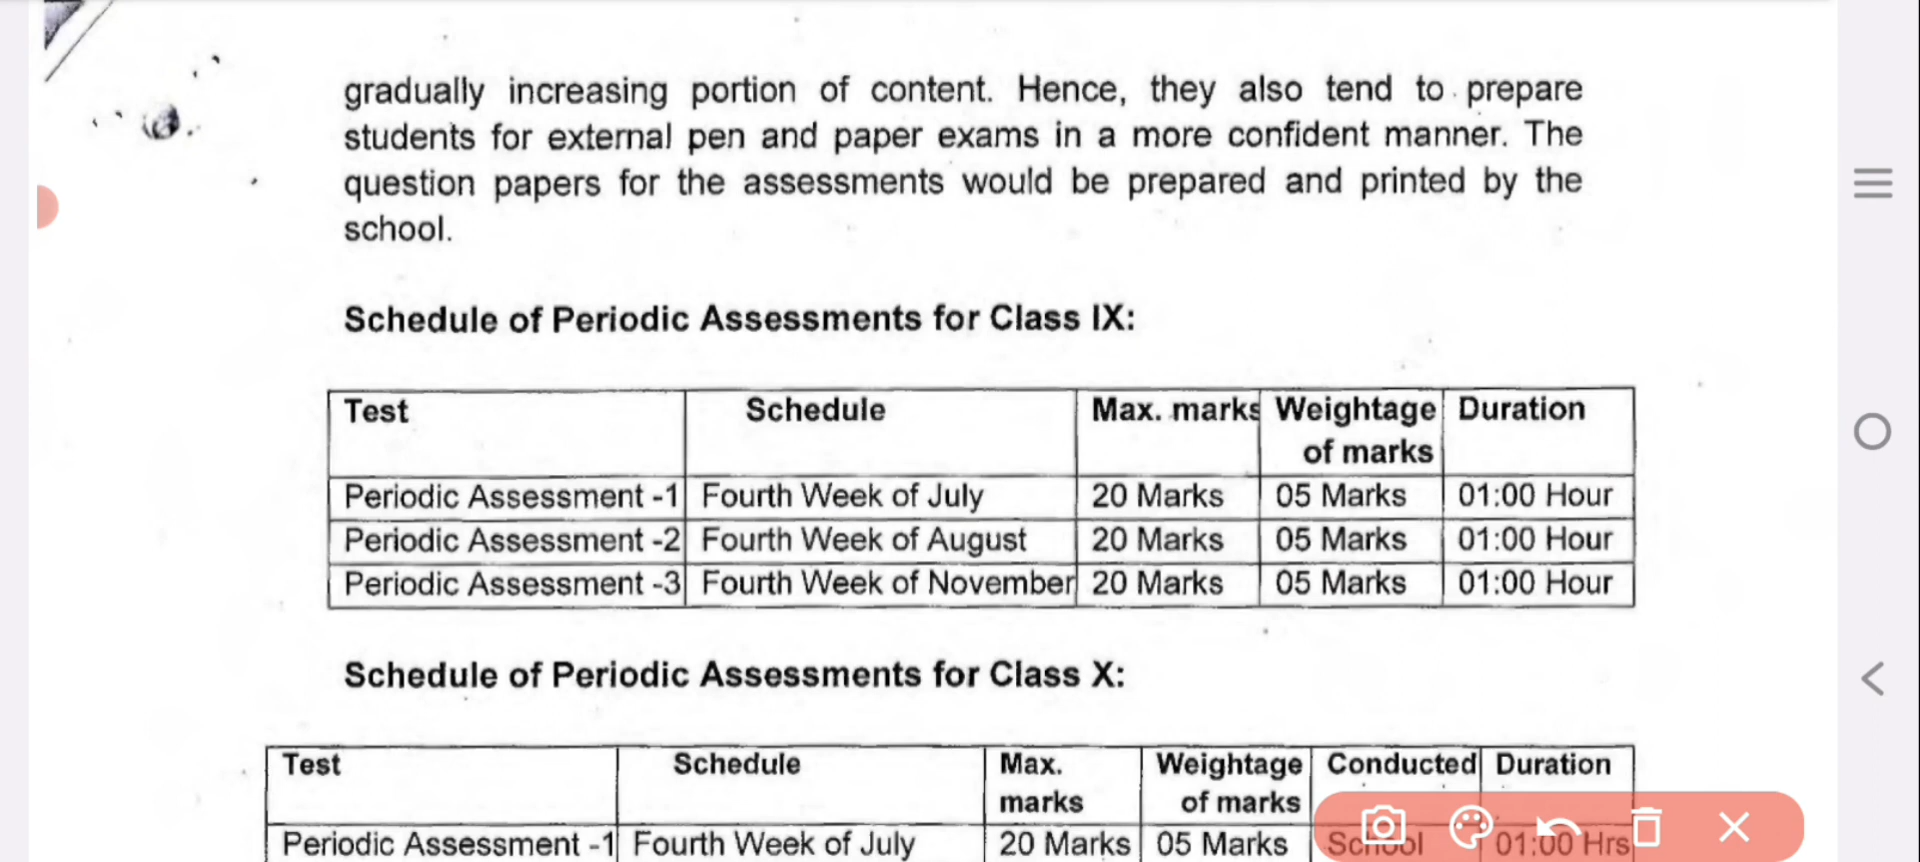 gradually increasing portion of content. Hence, they also tend to prepare
students for external pen and paper exams in a more confident manner. The
question papers for the assessments would be prepared and printed by the
school.
Schedule of Periodic Assessments for Class IX:
Test Schedule Max. marks Weightage of marks Duration
Periodic Assessment -1 Fourth Week of July 20 Marks 05 Marks 01:00 Hour
Periodic Assessment -2 Fourth Week of August 20 Marks 05 Marks 01:00 Hour
Periodic Assessment -3 Fourth Week of November 20 Marks 05 Marks 01:00 Hour
Schedule of Periodic Assessments for Class X:
Test Schedule Max. marks Weightage of marks Conducted Duration
Periodic Assessment -1 Fourth Week of July 20 Marks 05 Marks School 01:00 Hrs